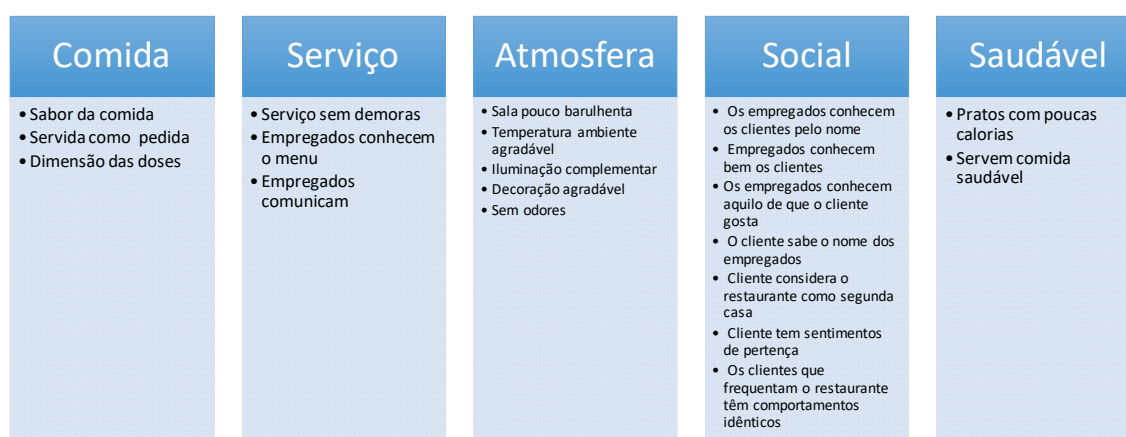 Comida
• Sabor da comida
• Servida como pedida
• Dimensão das doses
Serviço
• Serviço sem demoras
• Empregados conhecem
o menu
• Empregados
comunicam
Atmosfera
• Sala pouco barulhenta
• Temperatura ambiente
agradável
• Iluminação complementar
• Decoração agradável
• Sem odores
Social
• Os empregados conhecem
os clientes pelo nome
• Empregados conhecem
bem os clientes
• Os empregados conhecem
aquilo de que o cliente
gosta
• O cliente sabe o nome dos
empregados
• Cliente considera o
restaurante como segunda
casa
• Cliente tem sentimentos
de pertença
• Os clientes que
frequentam o restaurante
têm comportamentos
idênticos
Saudável
• Pratos com poucas
calorias
• Servem comida
saudável